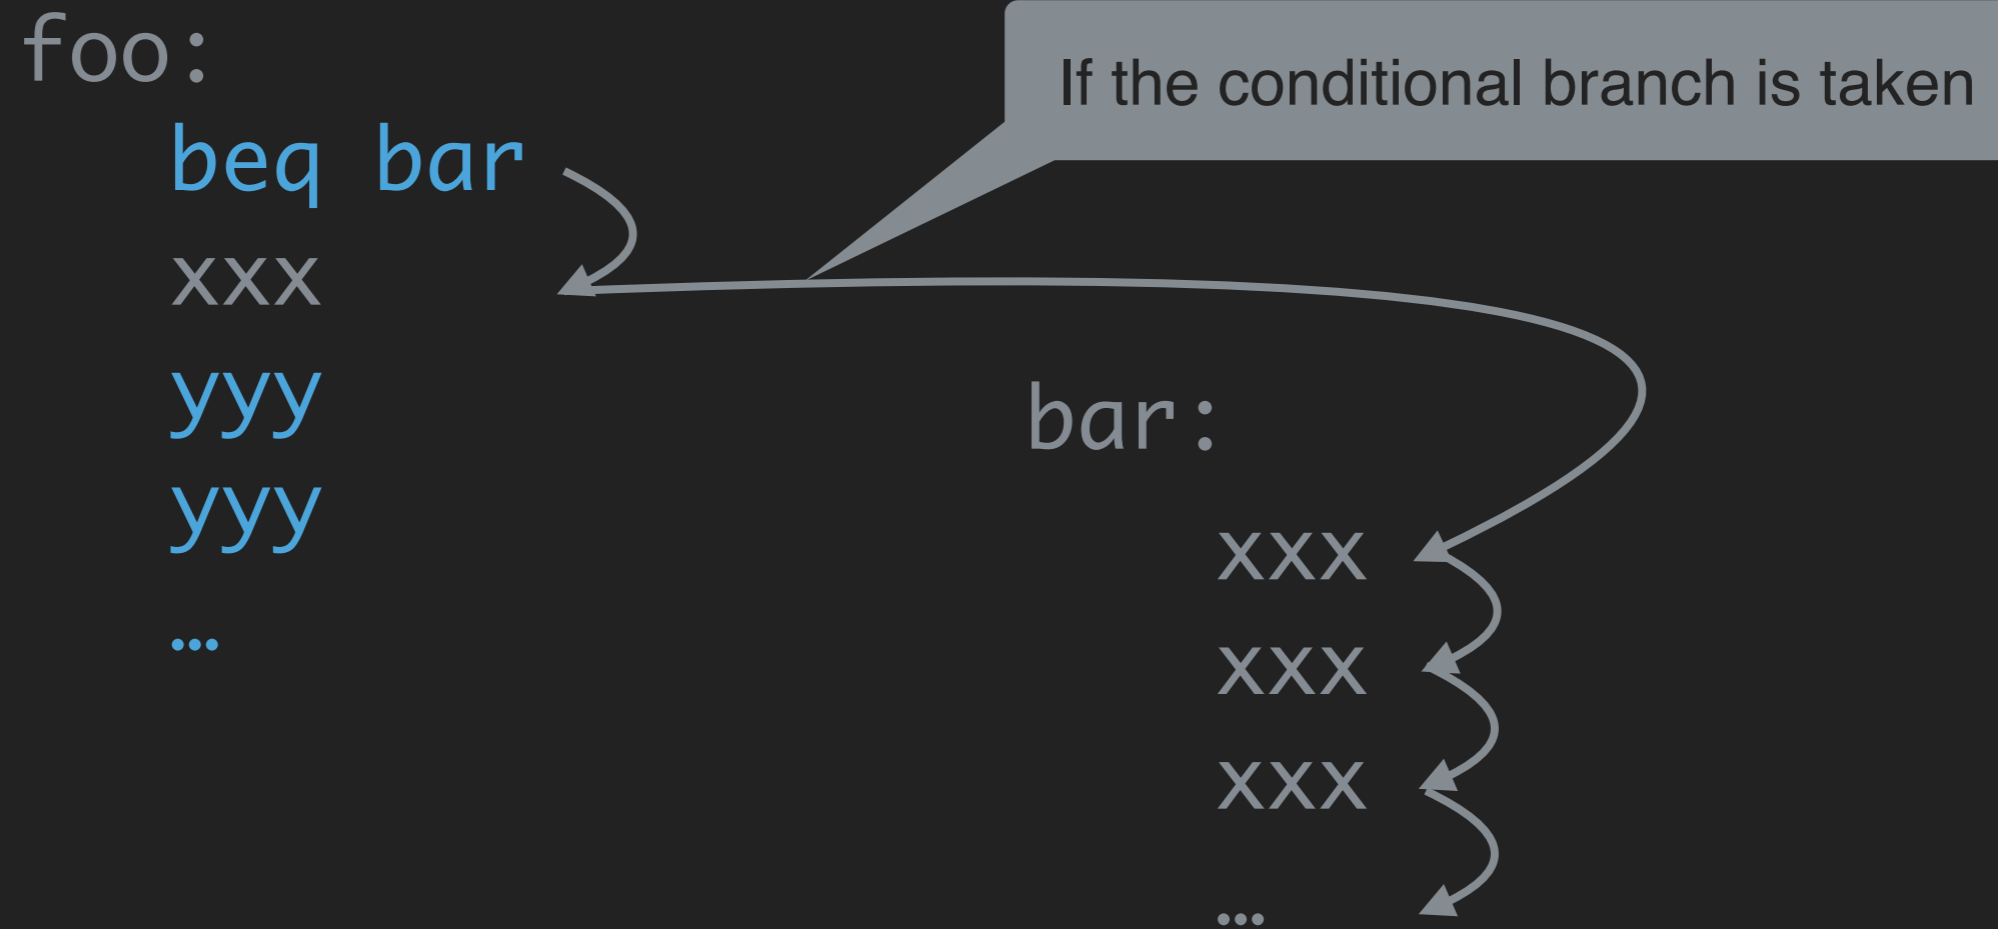 foo:
If the conditional branch is taken
beq bar
xxx
yyy
yyy
…
bar:
xxx
xxx
xxx
…